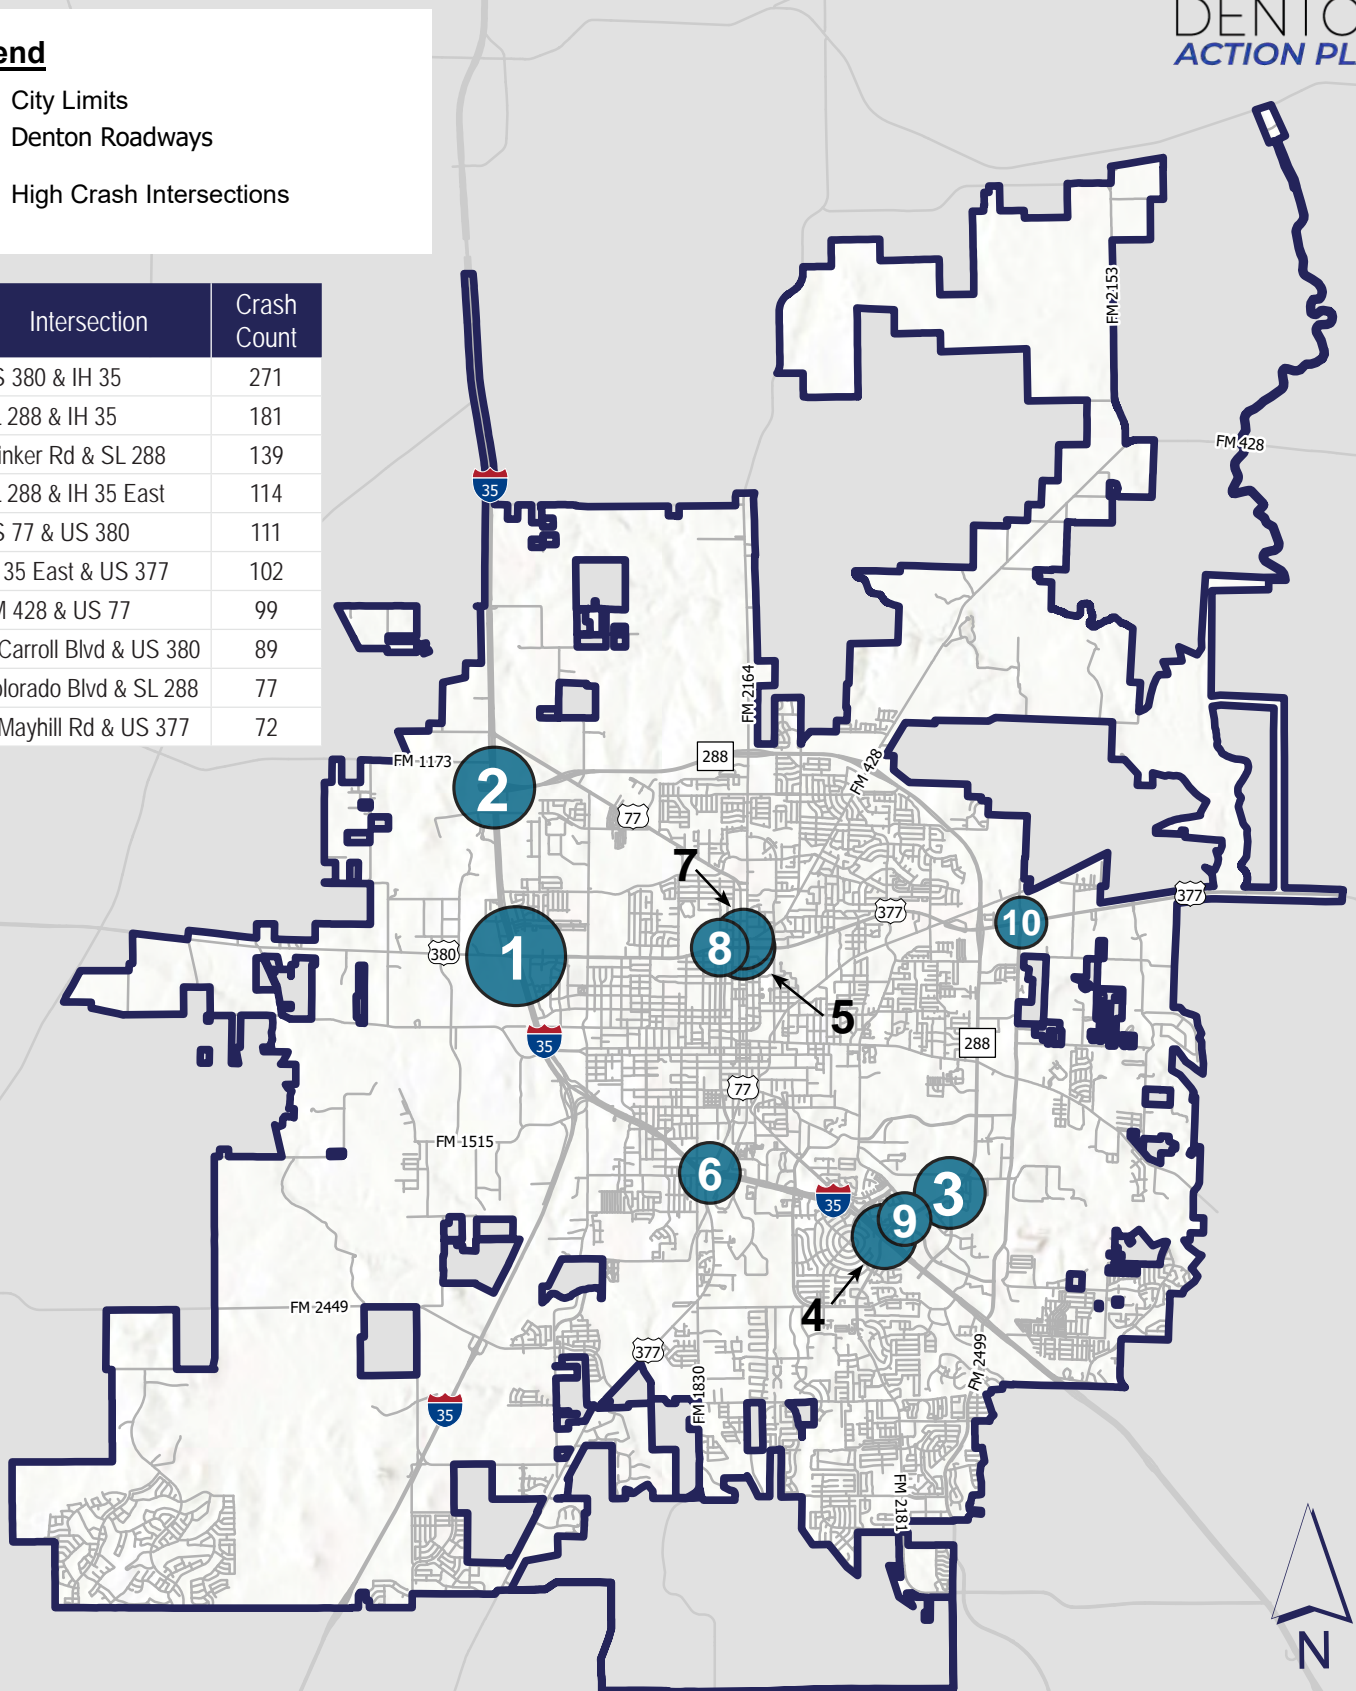 DENTO
ACTION PL
end
City Limits
Denton Roadways
High Crash Intersections
Intersection Crash Count
S 380 & IH 35 271
288 & IH 35 181
inker Rd & SL 288 139
288 & IH 35 East 114
S 77 & US 380 111
35 East & US 377 102
M 428 & US 77 99
Carroll Blvd & US 380 89
olorado Blvd & SL 288 77
Mayhill Rd & US 377 72
FM 2153
FM 428
35
FM 2164
FM 1173
288
FM 428
2
77
7
377
377
10
8
380
1
5
35
288
77
FM 1515
6
3
35
9
4
FM 2449
377
FM 2499
FM 1830
35
FM 2181
N